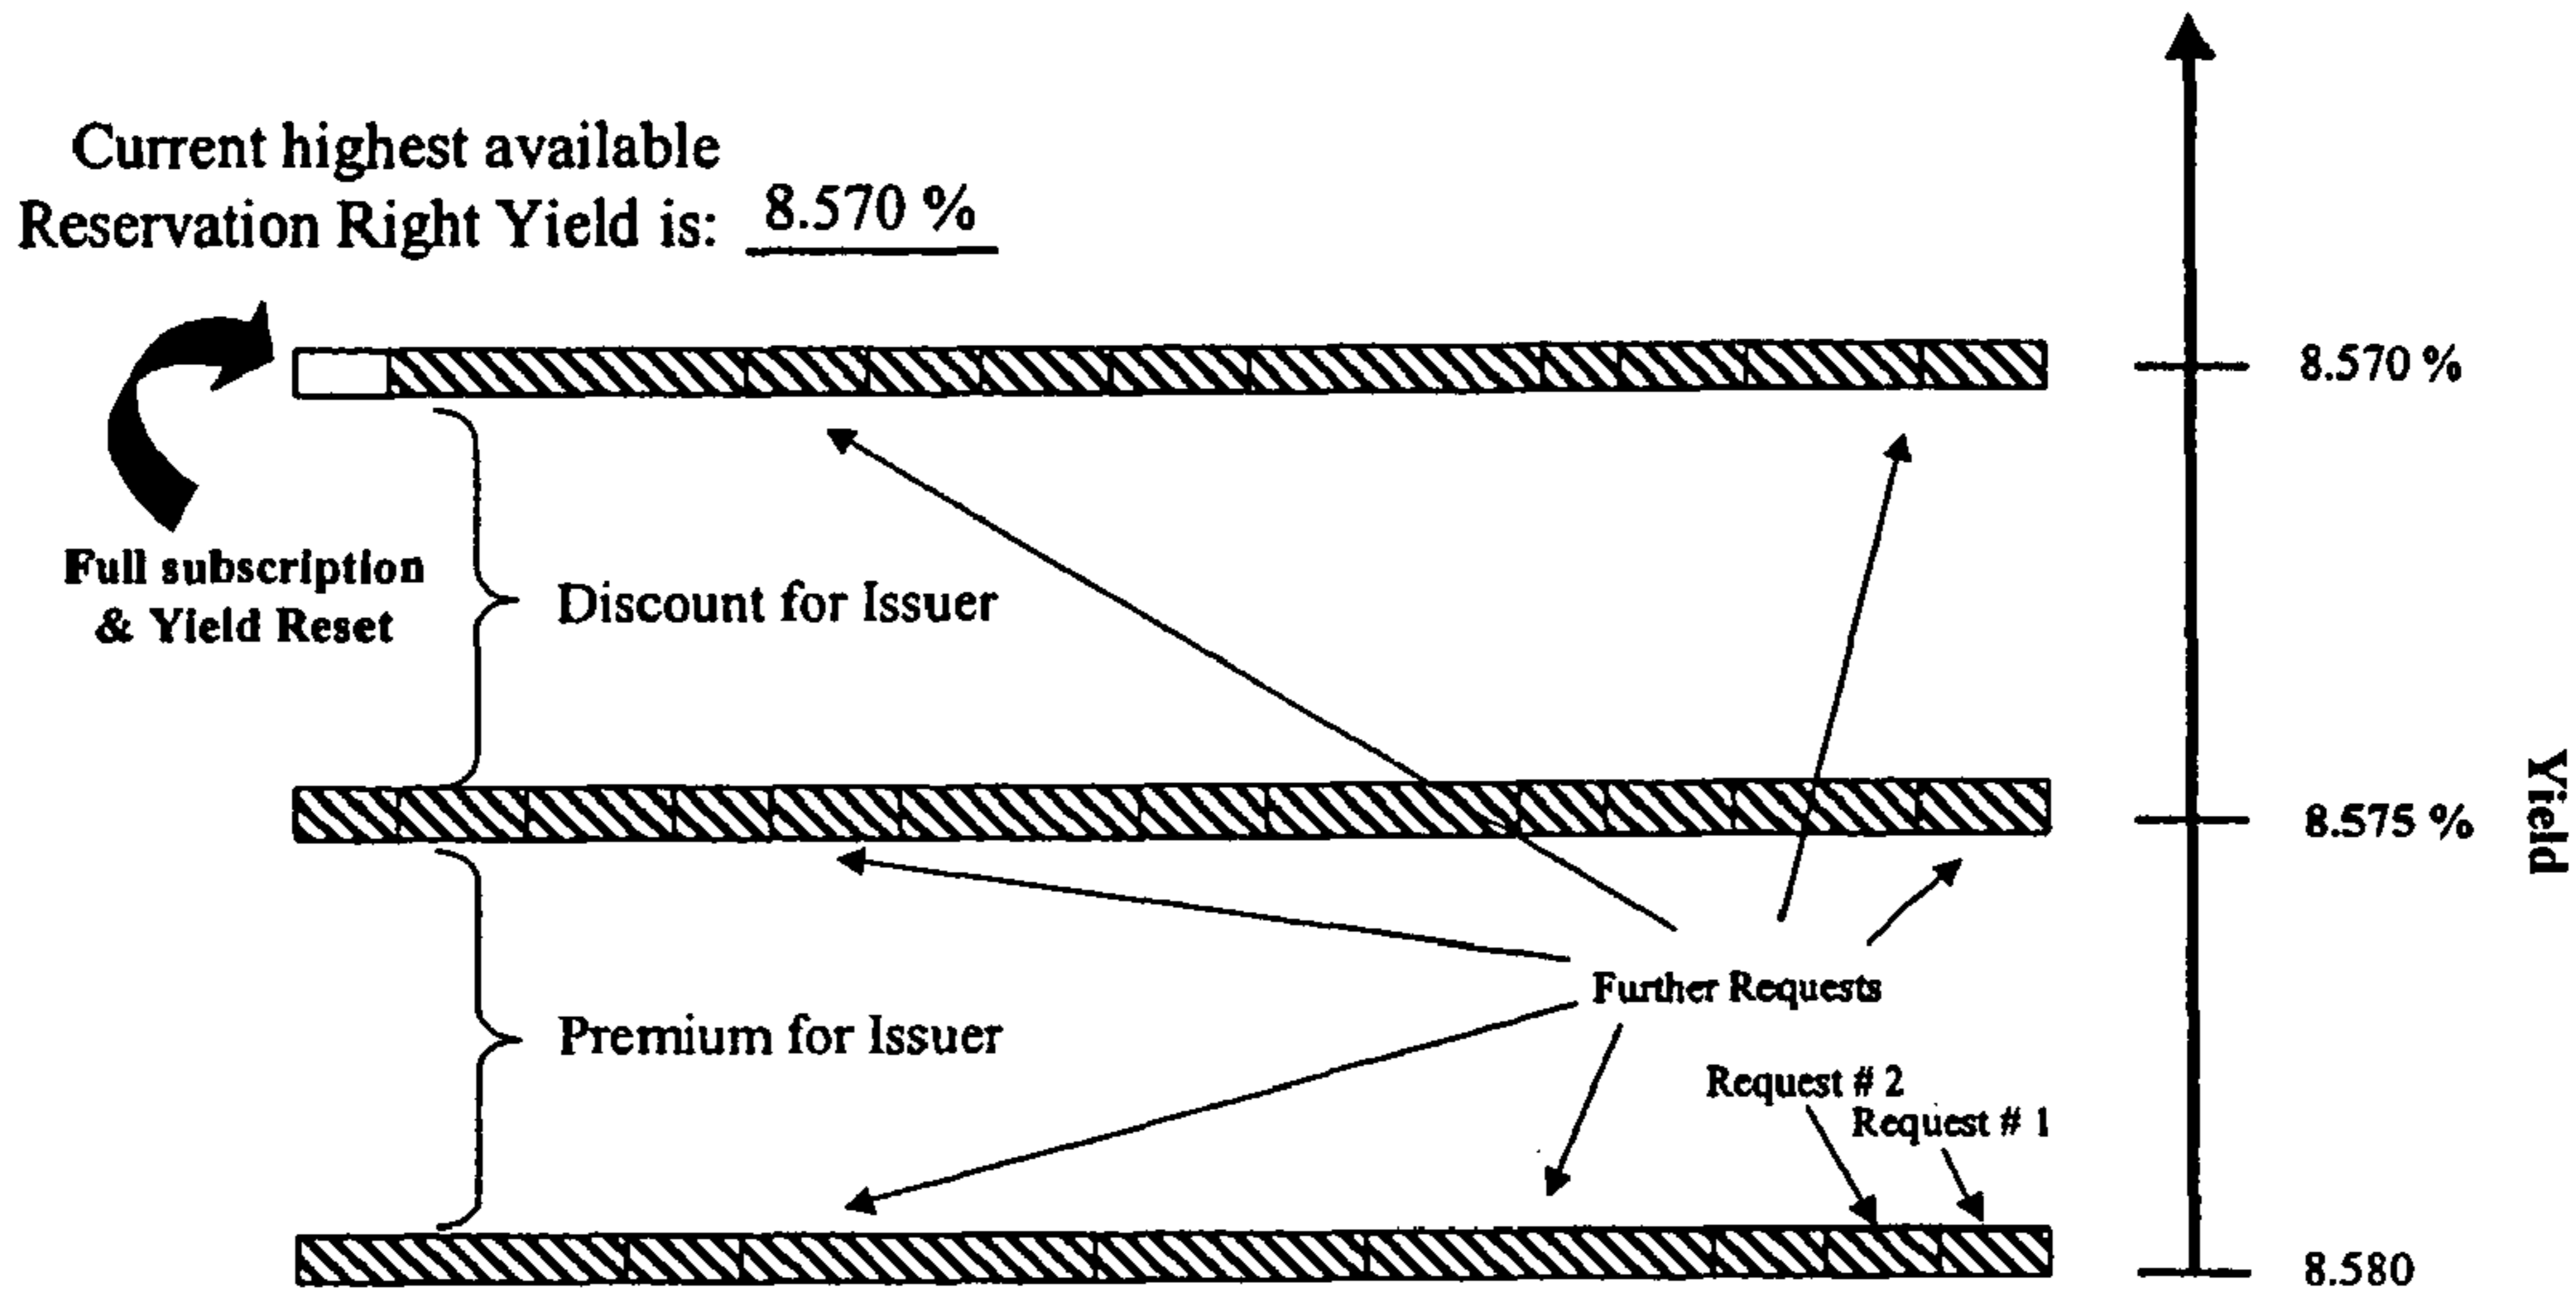 Current highest available
Reservation Right Yield is: 8.570 %
8.570 %
Full subscription
& Yield Reset
Discount for Issuer
8.575 %
Yield
Further Requests
Premium for Issuer
Request # 2
Request # 1
8.580